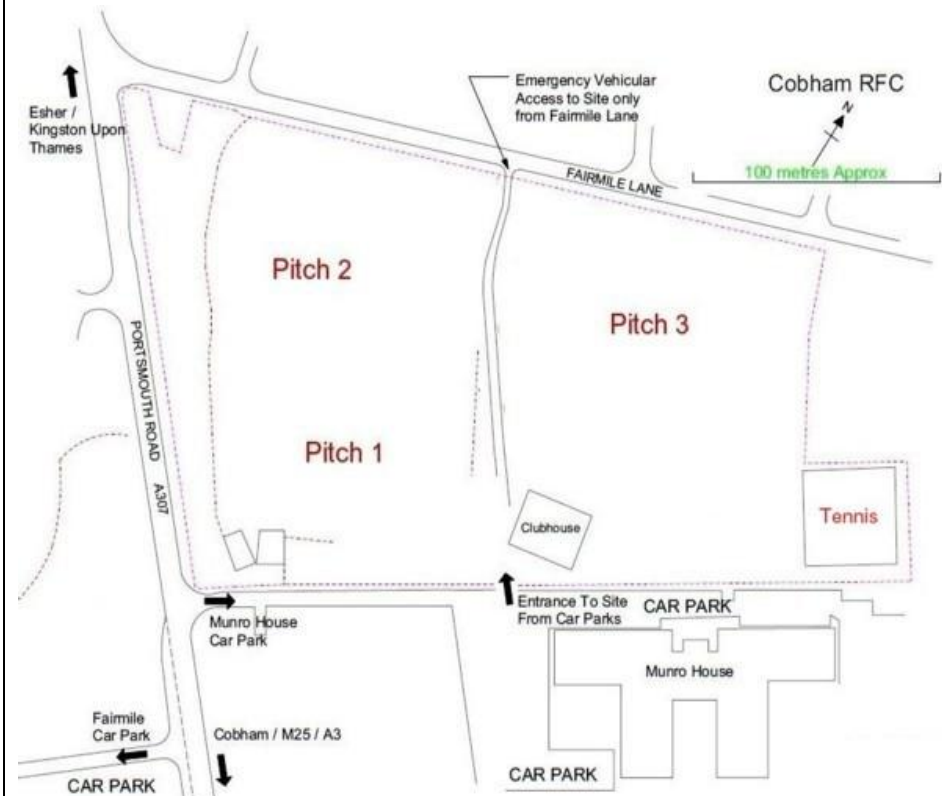 Emergency Vehicular
Access to Site only
from Fairmile Lane
Cobham RFC
N
100 metres Approx
Esher /
Kingston Upon
Thames
FAIRMILE LANE
Pitch 2
Pitch 3
PORTSMOUTH ROAD A307
Pitch 1
Clubhouse
Tennis
Entrance To Site
From Car Parks
CAR PARK
Munro House
Car Park
Munro House
Fairmile
Car Park
Cobham / M25 / A3
CAR PARK
CAR PARK